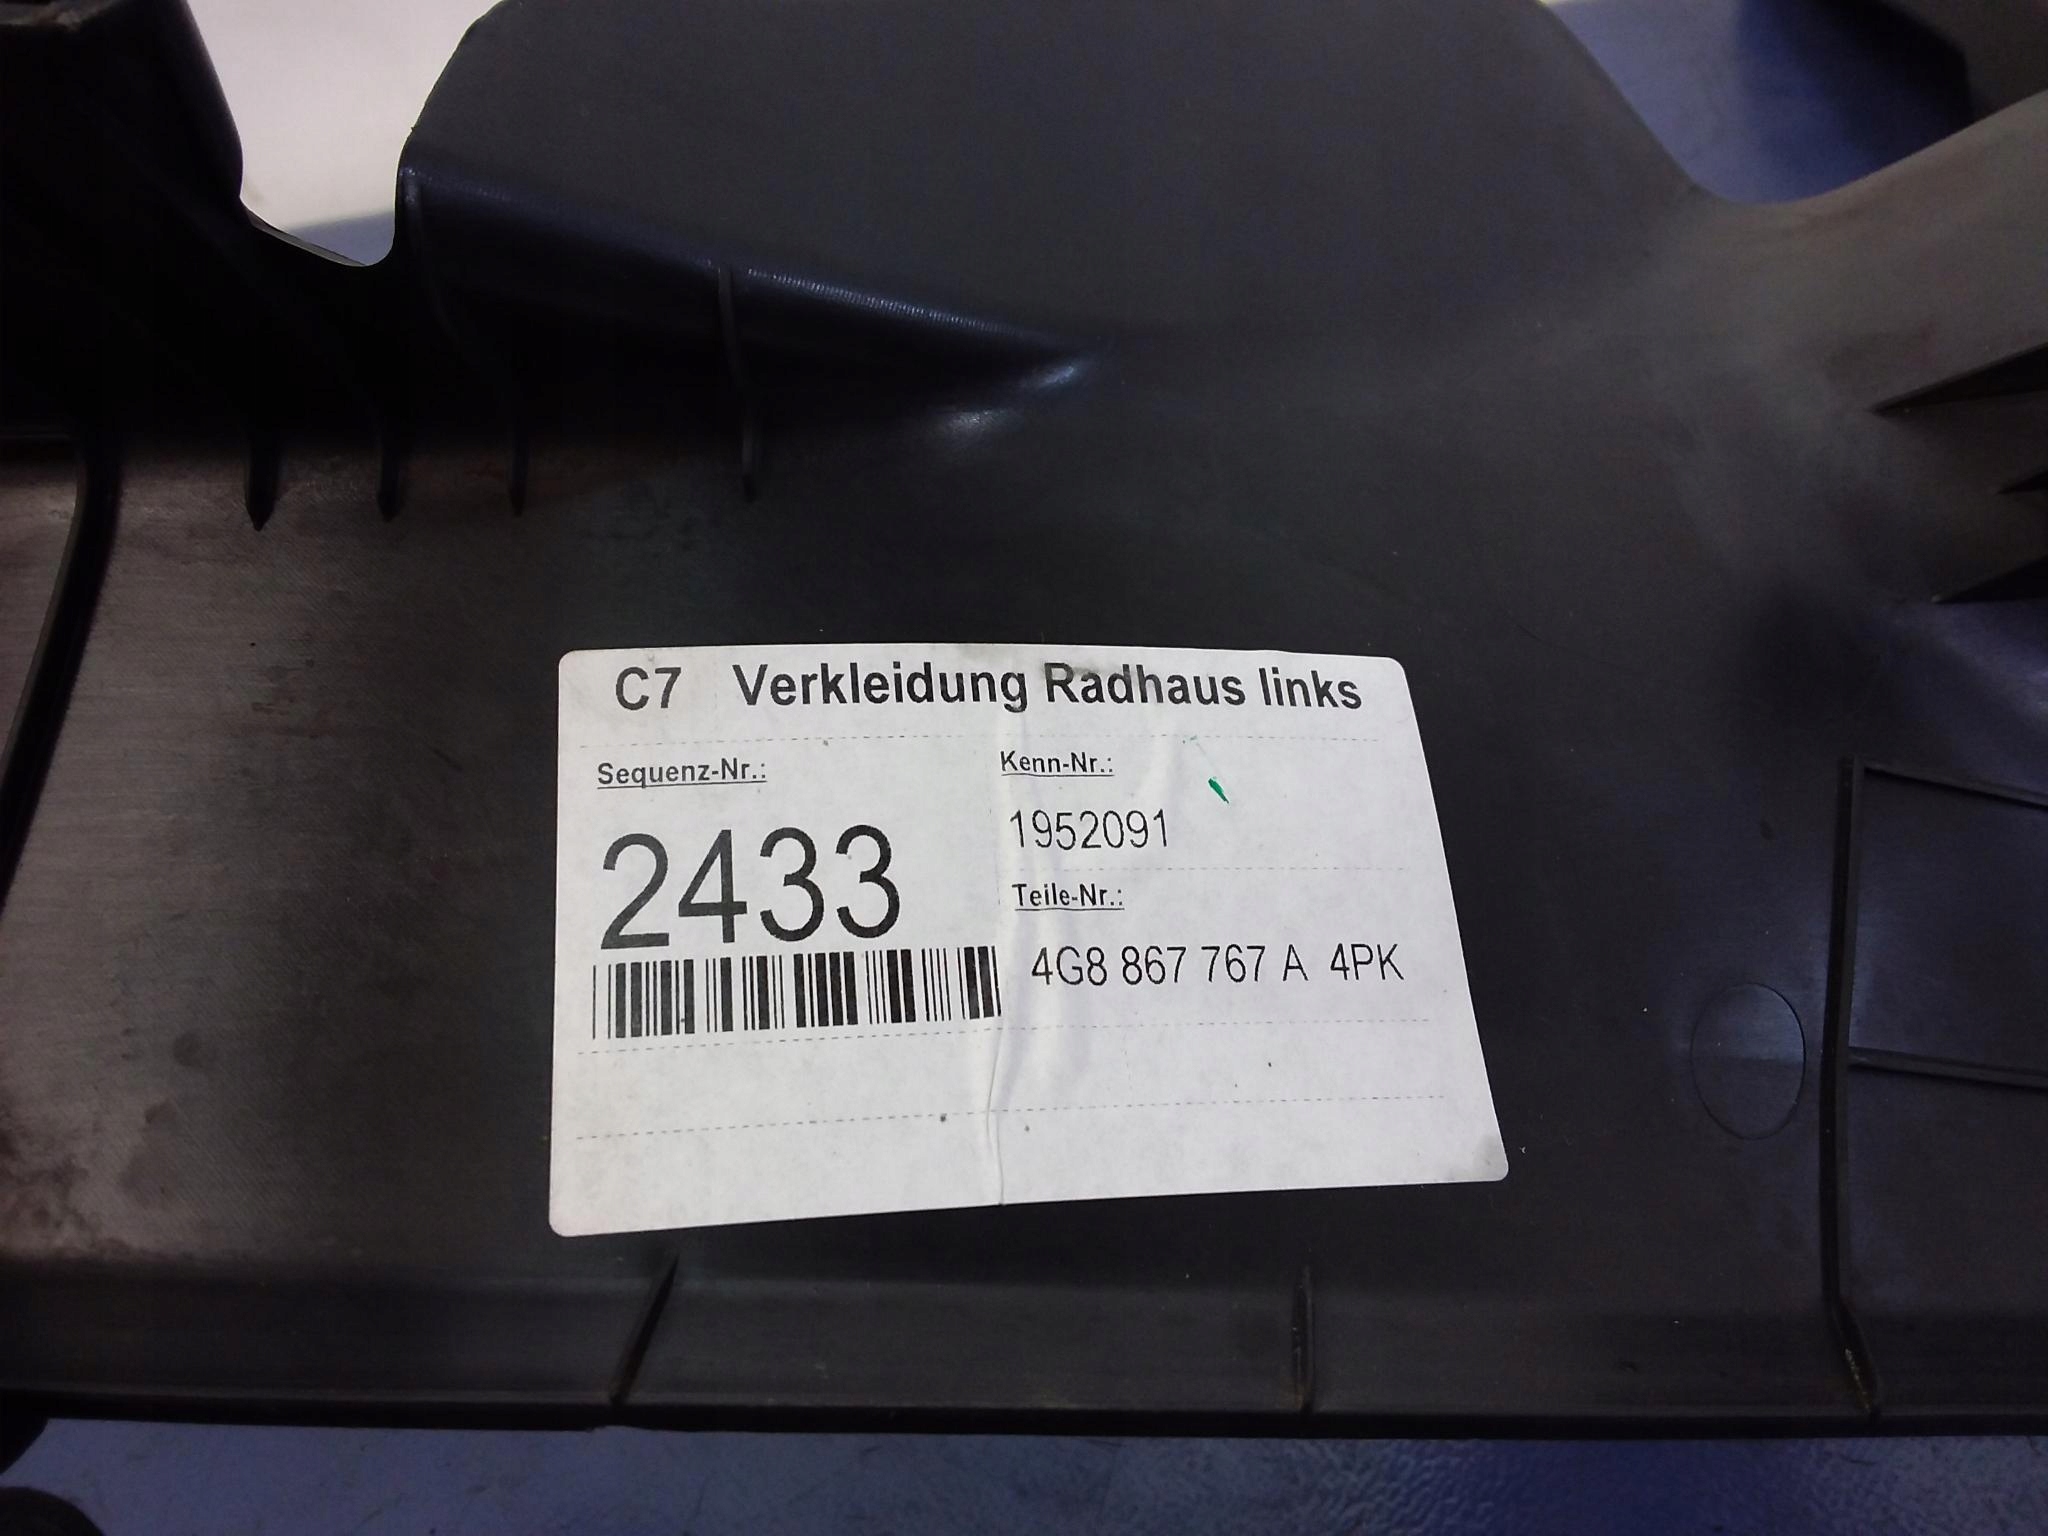 C7 Verkleidung Radhaus links
Sequenz-Nr.:
2433
Kenn-Nr.:
1952091
Teile-Nr.:
4G8 867 767 A 4PK